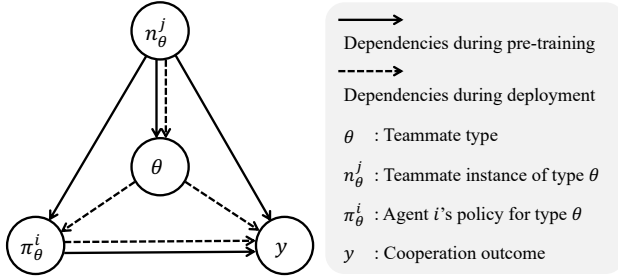 n_θ^j
θ
π_θ^i
y
Dependencies during pre-training
Dependencies during deployment
θ : Teammate type
n_θ^j : Teammate instance of type θ
π_θ^i : Agent i's policy for type θ
y : Cooperation outcome